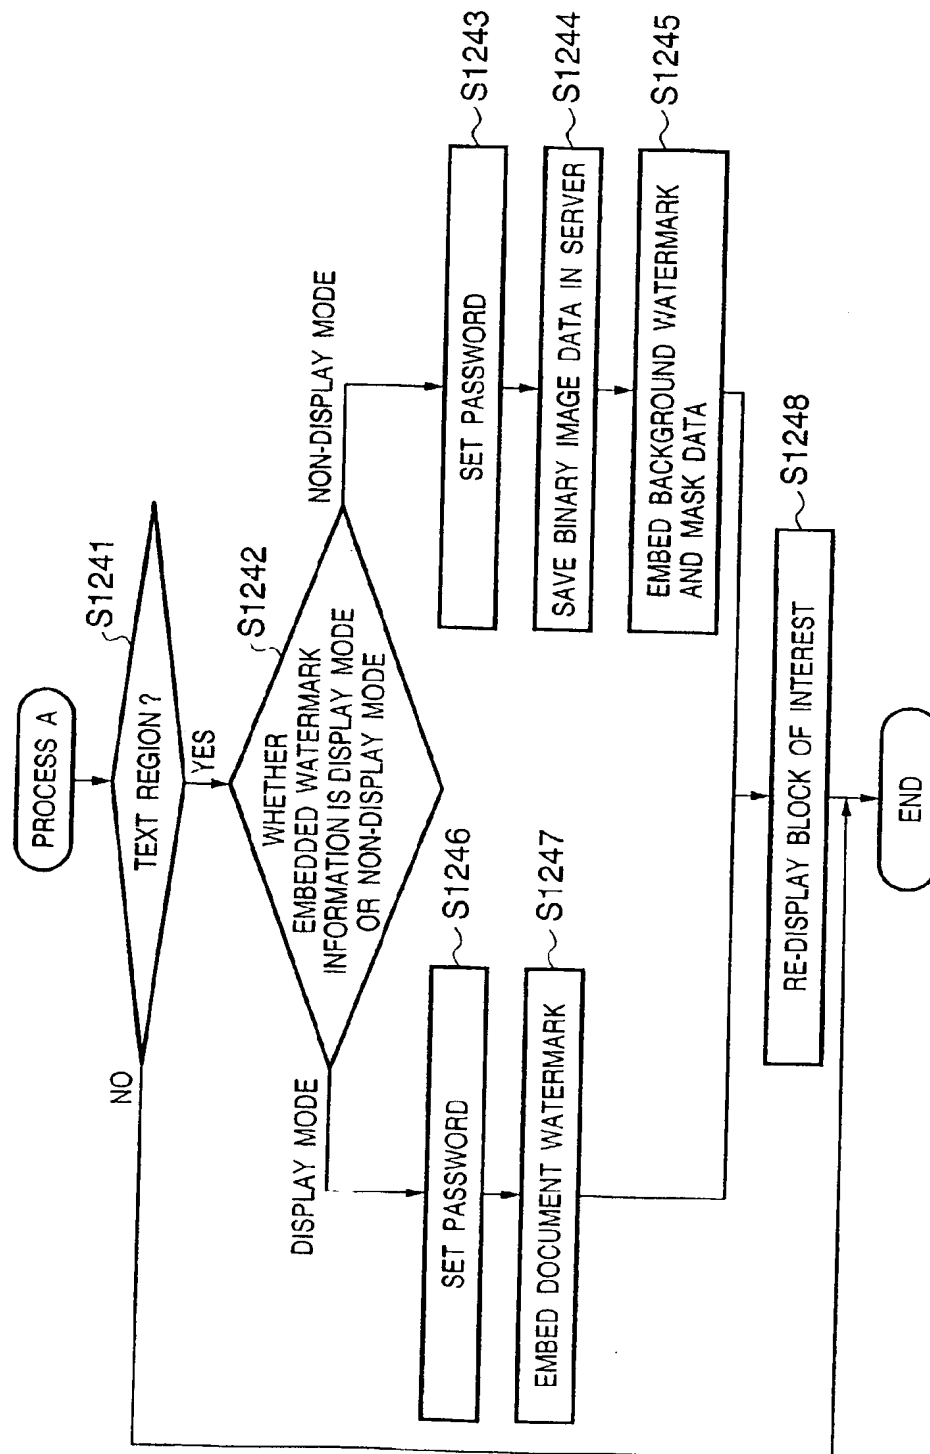 PROCESS A
S1241
TEXT REGION?
NO
YES
S1242
WHETHER
EMBEDDED WATERMARK
INFORMATION IS DISPLAY MODE
OR NON-DISPLAY MODE
DISPLAY MODE
NON-DISPLAY MODE
S1246
SET PASSWORD
S1247
EMBED DOCUMENT WATERMARK
S1243
SET PASSWORD
S1244
SAVE BINARY IMAGE DATA IN SERVER
S1245
EMBED BACKGROUND WATERMARK
AND MASK DATA
S1248
RE-DISPLAY BLOCK OF INTEREST
END